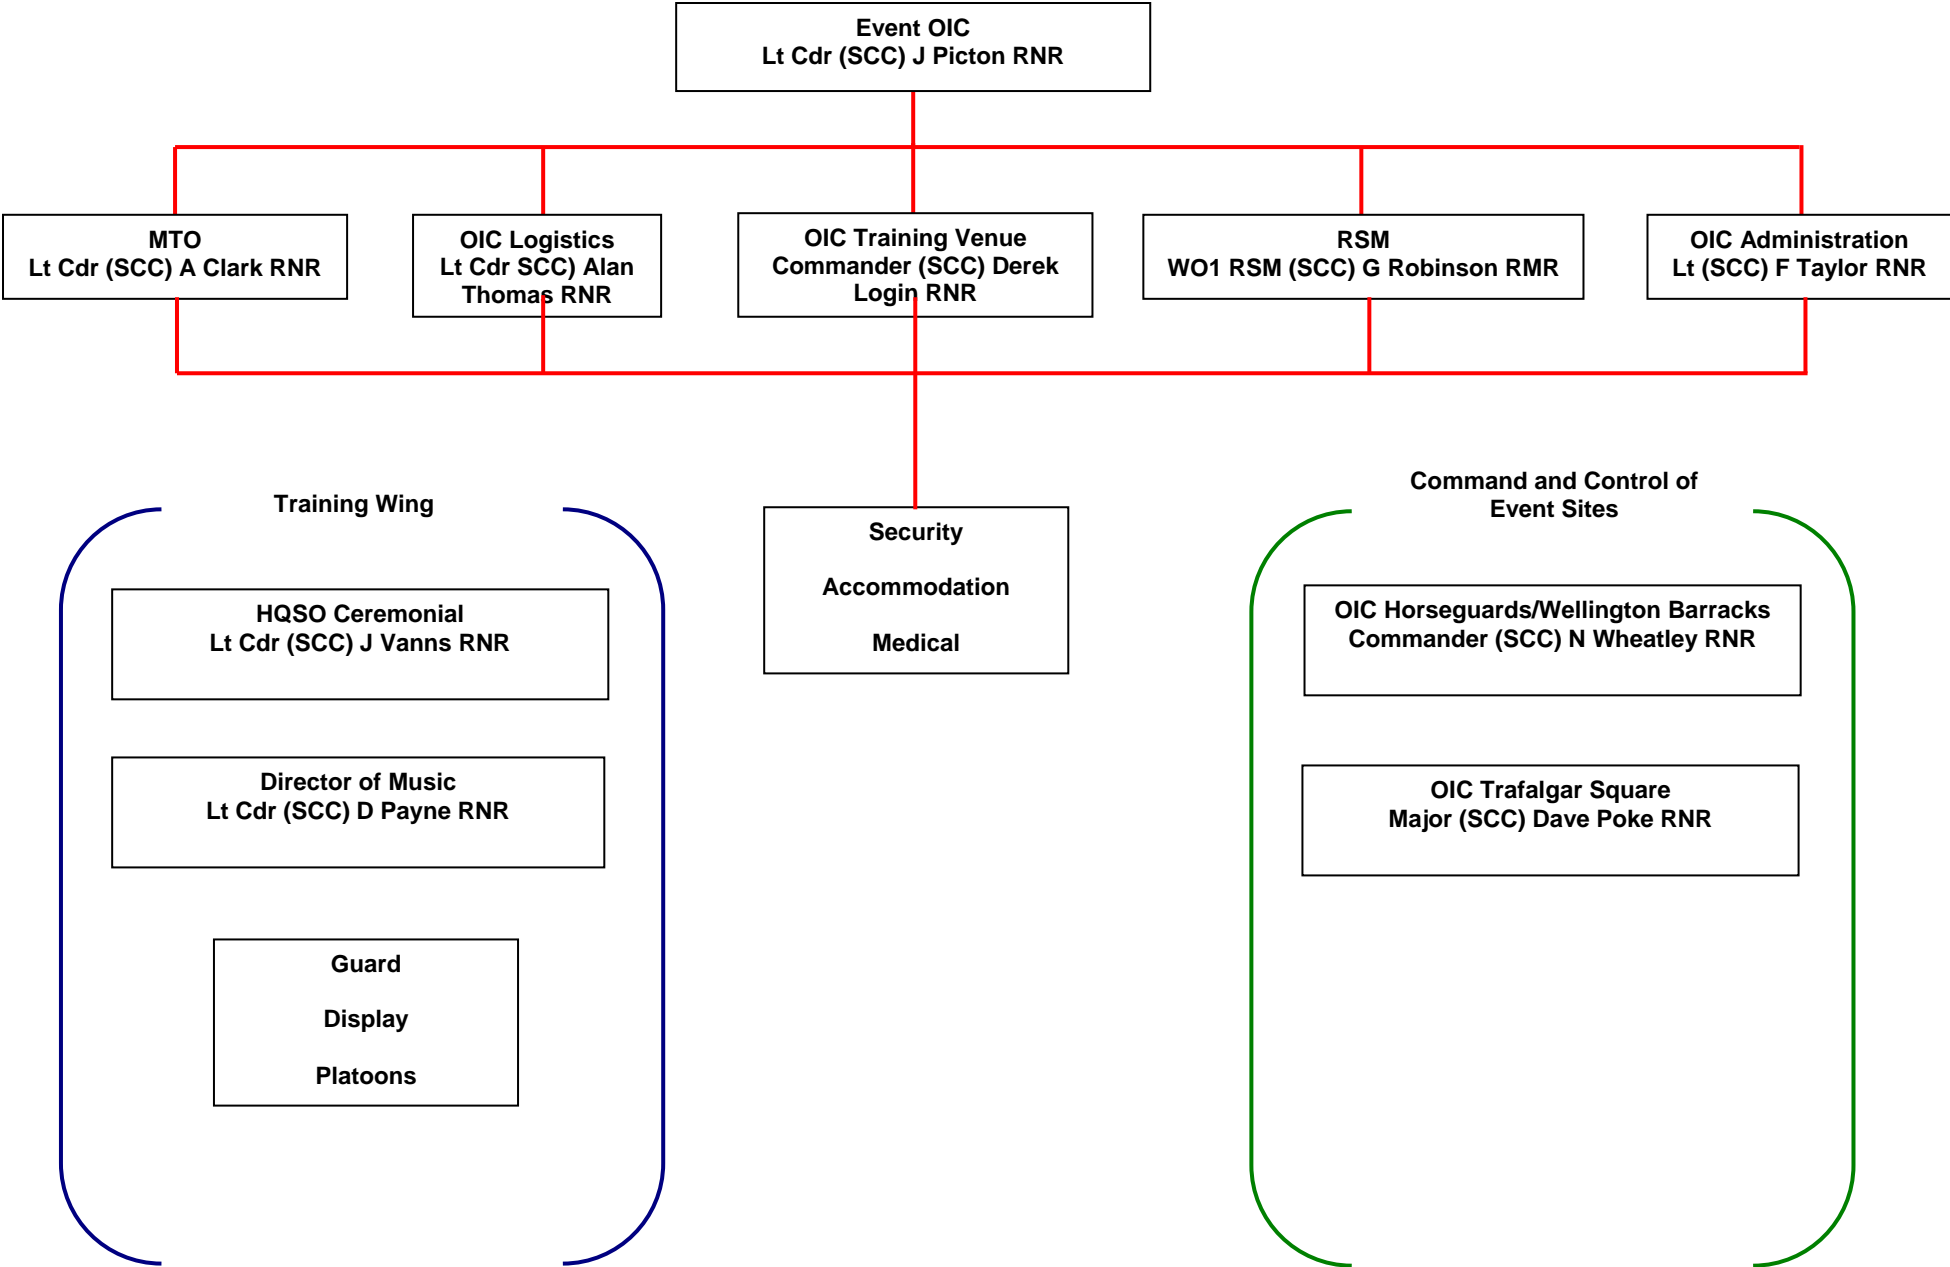 Event OIC
Lt Cdr (SCC) J Picton RNR
MTO
Lt Cdr (SCC) A Clark RNR
OIC Logistics
Lt Cdr SCC) Alan
Thomas RNR
OIC Training Venue
Commander (SCC) Derek
Login RNR
RSM
WO1 RSM (SCC) G Robinson RMR
OIC Administration
Lt (SCC) F Taylor RNR
Training Wing
HQSO Ceremonial
Lt Cdr (SCC) J Vanns RNR
Director of Music
Lt Cdr (SCC) D Payne RNR
Guard
Display
Platoons
Security
Accommodation
Medical
Command and Control of
Event Sites
OIC Horseguards/Wellington Barracks
Commander (SCC) N Wheatley RNR
OIC Trafalgar Square
Major (SCC) Dave Poke RNR